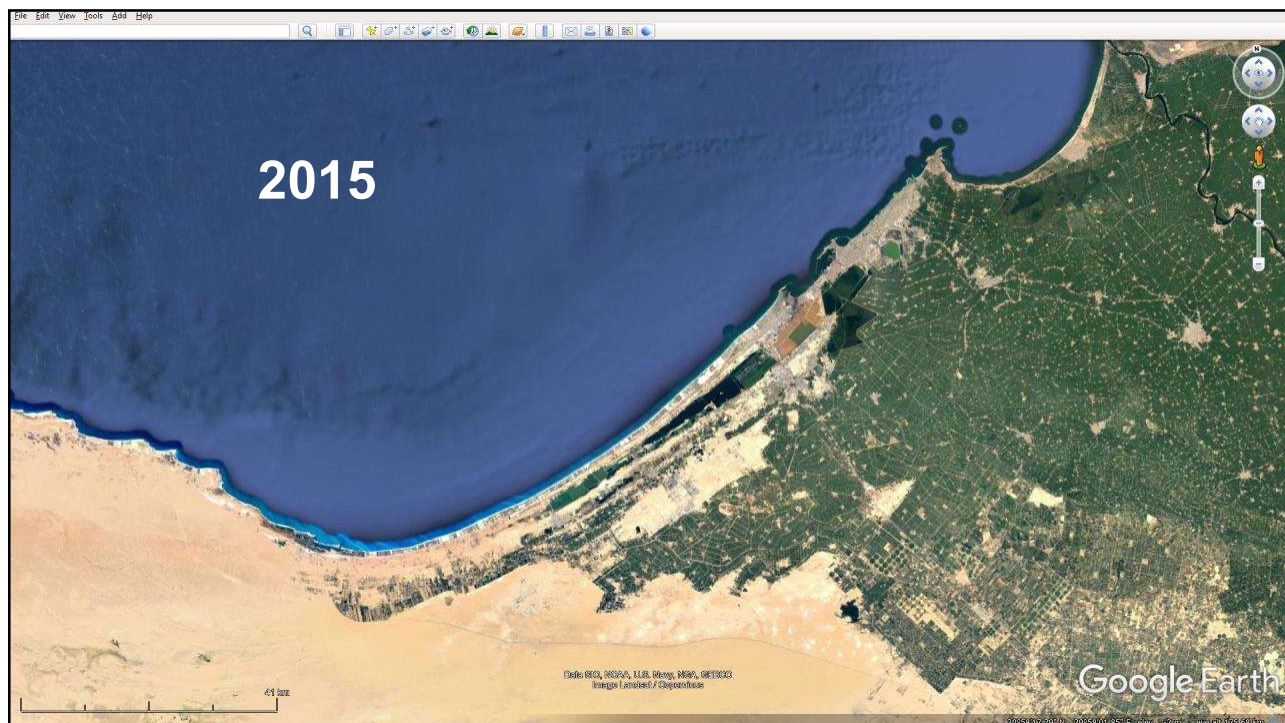 File Edit View Tools Add Help
N
2015
Data SIO, NOAA, U.S. Navy, NGA, GEBCO
Image Landsat / Copernicus
41 km
Google Earth